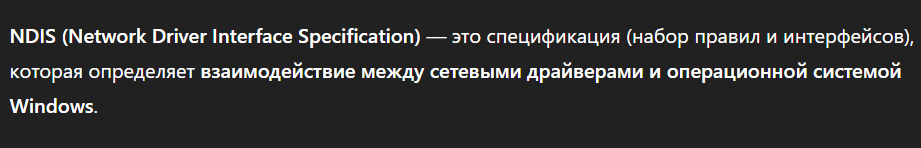 NDIS (Network Driver Interface Specification) — это спецификация (набор правил и интерфейсов),
которая определяет взаимодействие между сетевыми драйверами и операционной системой
Windows.